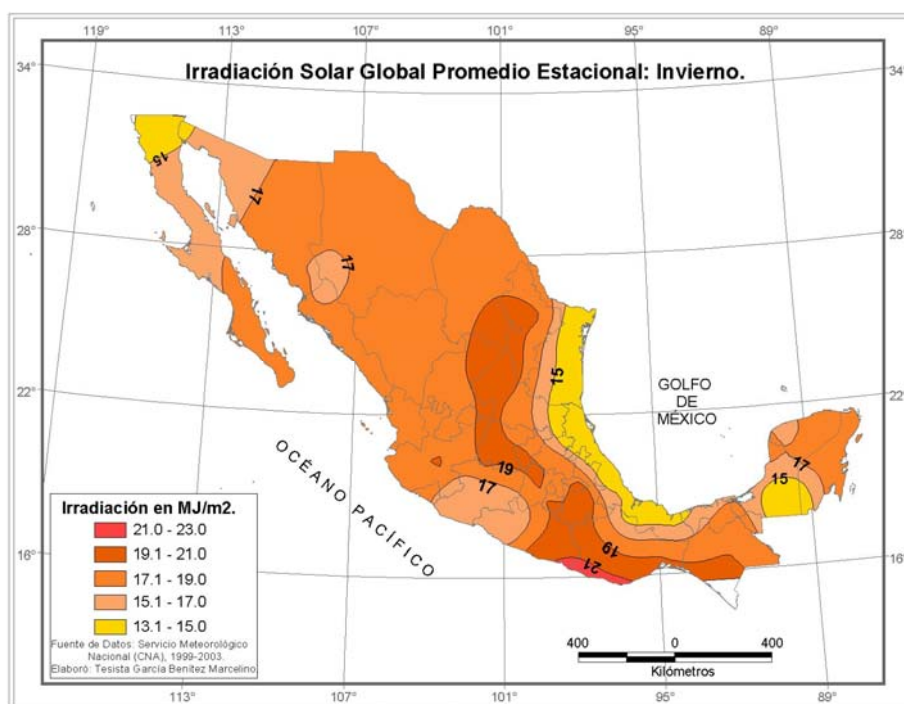 119° 113° 107° 101° 95° 89°
34° 34°
Irradiación Solar Global Promedio Estacional: Invierno.
15
17
28° 28°
17
15
GOLFO
DE
MÉXICO
22° 22°
OCÉANO PACÍFICO
19
17
17
15
19
21
16° 16°
Irradiación en MJ/m2.
21.0 - 23.0
19.1 - 21.0
17.1 - 19.0
15.1 - 17.0
13.1 - 15.0
Fuente de Datos: Servicio Meteorológico
Nacional (CNA), 1999-2003.
Elaboró: Tesista García Benítez Marcelino.
400 0 400
Kilómetros
113° 107° 101° 95° 89°